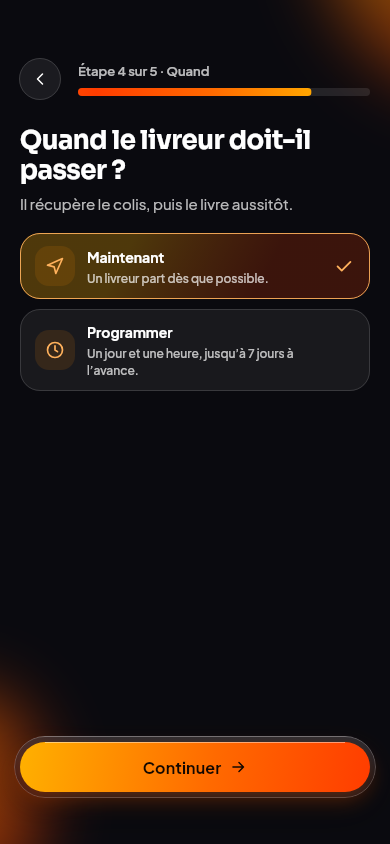 Étape 4 sur 5 · Quand
Quand le livreur doit-il
passer ?
Il récupère le colis, puis le livre aussitôt.
Maintenant
Un livreur part dès que possible.
Programmer
Un jour et une heure, jusqu’à 7 jours à
l’avance.
Continuer →